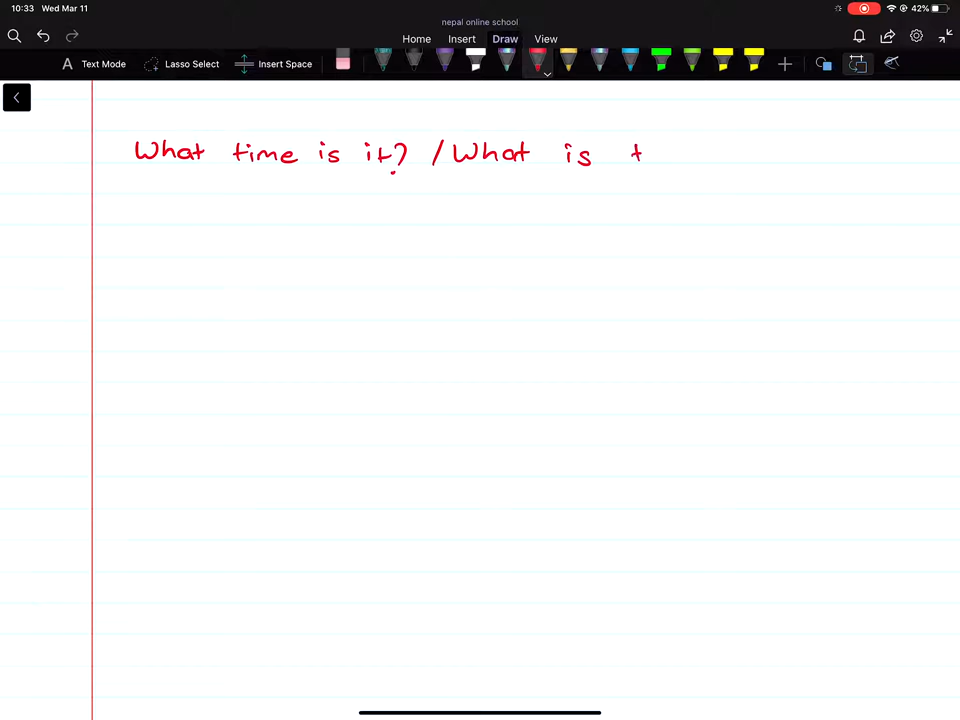 10:33 Wed Mar 11 42%
nepal online school
Home Insert Draw View
A Text Mode Lasso Select Insert Space
What time is it? / What is t